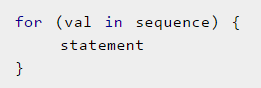 for (val in sequence) {
     statement
}